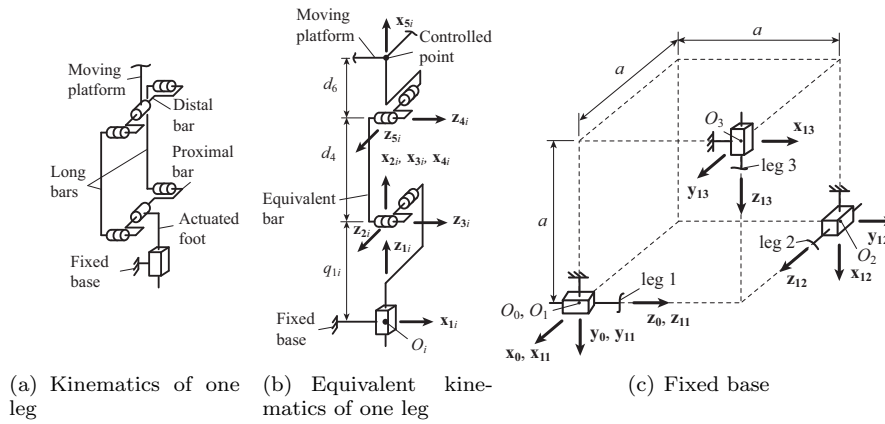 Moving
platform
Distal
bar
Long
bars
Proximal
bar
Actuated
foot
Fixed
base
(a) Kinematics of one
leg
x5i
Moving
platform
Controlled
point
d6
z4i
z5i
d4
x2i, x3i, x4i
Equivalent
bar
z3i
z2i
z1i
q1i
Fixed
base
x1i
Oi
(b) Equivalent kine-
matics of one leg
a
a
O3
x13
leg 3
y13
z13
a
leg 2
y12
O2
z12
x12
leg 1
O0, O1
z0, z11
y0, y11
x0, x11
(c) Fixed base